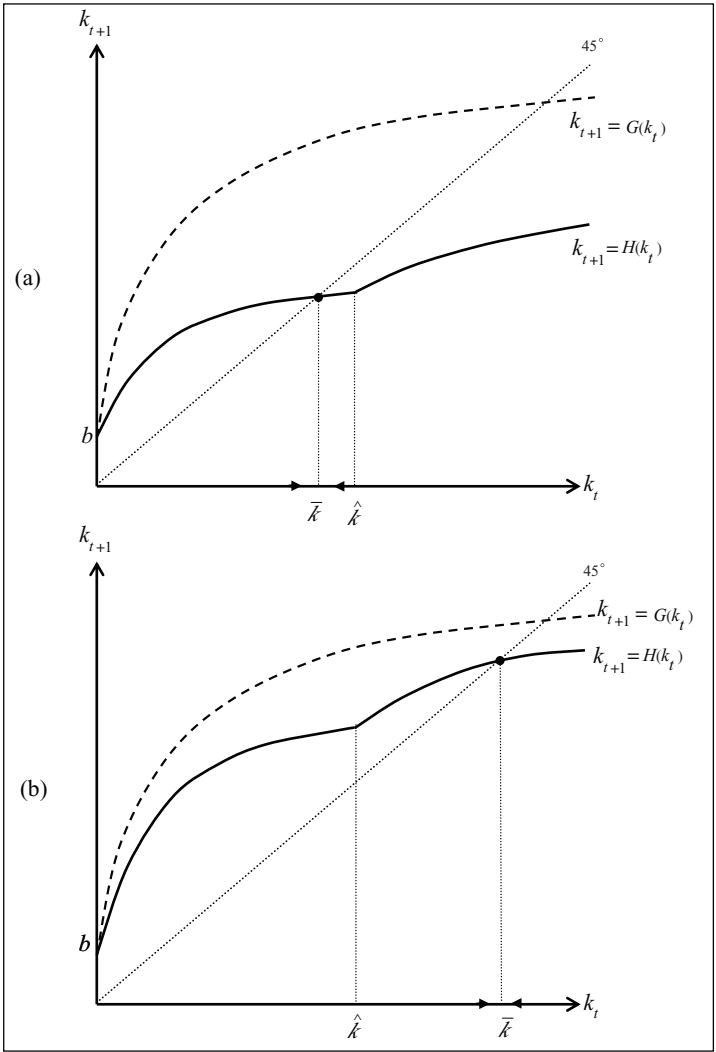 k_{t+1}
45°
k_{t+1} = G(k_t)
k_{t+1} = H(k_t)
(a)
b
k_t
k̄ k̂
k_{t+1}
45°
k_{t+1} = G(k_t)
k_{t+1} = H(k_t)
(b)
b
k_t
k̂ k̄